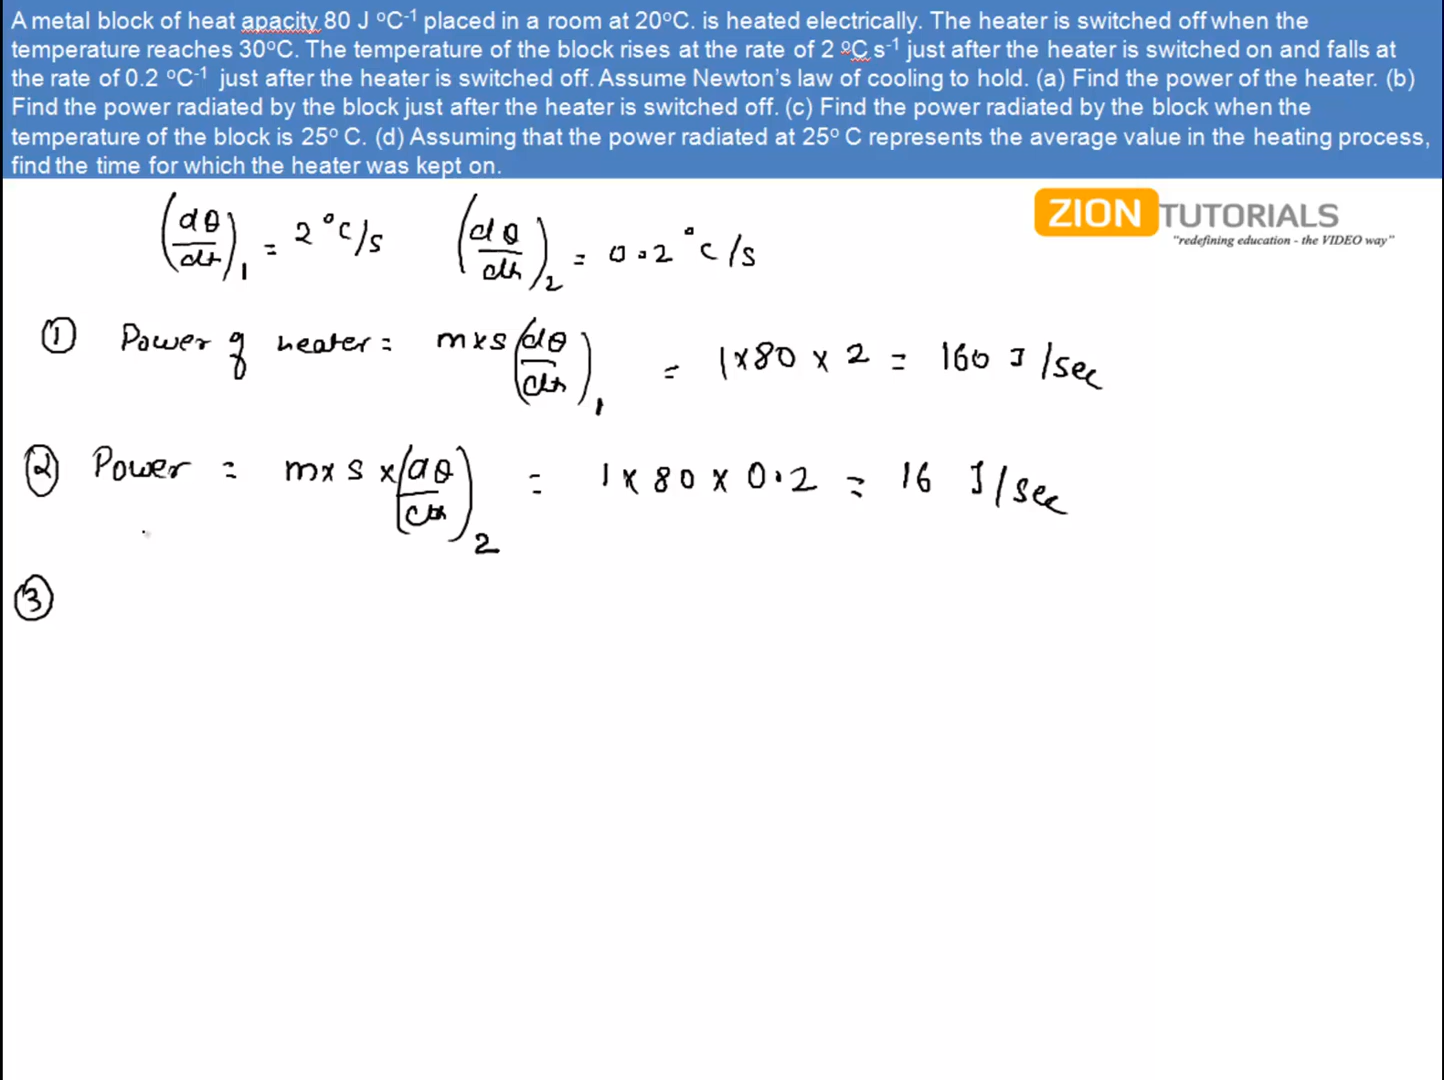 A metal block of heat apacity 80 J °C⁻¹ placed in a room at 20°C. is heated electrically. The heater is switched off when the
temperature reaches 30°C. The temperature of the block rises at the rate of 2 °C s⁻¹ just after the heater is switched on and falls at
the rate of 0.2 °C⁻¹ just after the heater is switched off. Assume Newton's law of cooling to hold. (a) Find the power of the heater. (b)
Find the power radiated by the block just after the heater is switched off. (c) Find the power radiated by the block when the
temperature of the block is 25° C. (d) Assuming that the power radiated at 25° C represents the average value in the heating process,
find the time for which the heater was kept on.
ZION TUTORIALS
"redefining education - the VIDEO way"
(dθ/dt)₁ = 2°C/s (dθ/dt)₂ = 0.2°C/s
① Power of heater = m×s(dθ/dt)₁ = 1×80×2 = 160 J/sec
② Power = m×s×(dθ/dt)₂ = 1×80×0.2 = 16 J/sec
③